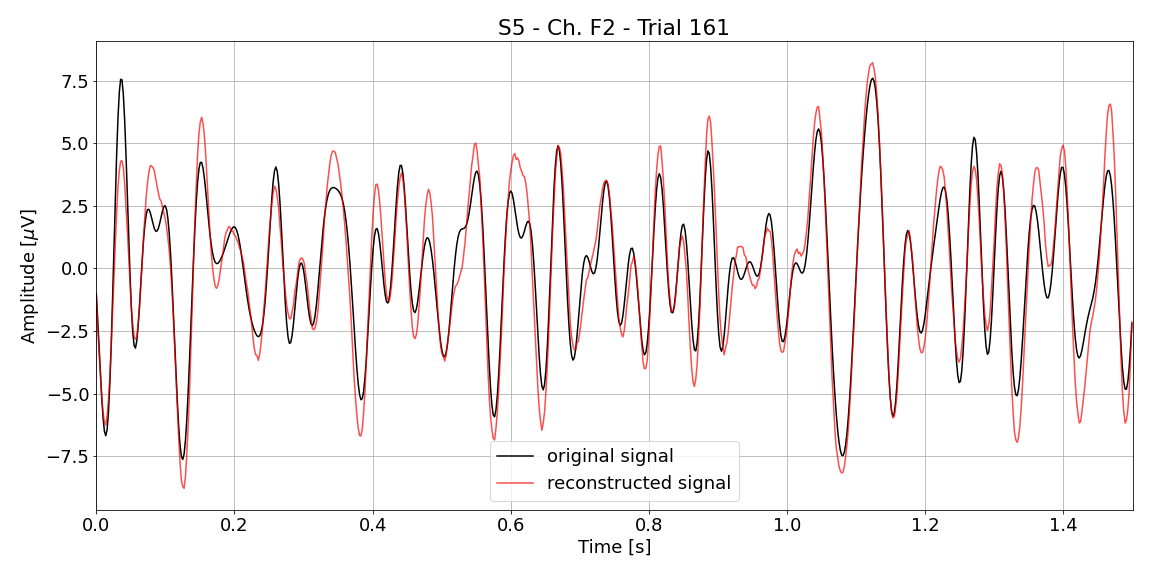 S5 - Ch. F2 - Trial 161
Amplitude [μV]
7.5
5.0
2.5
0.0
−2.5
−5.0
−7.5
original signal
reconstructed signal
0.0 0.2 0.4 0.6 0.8 1.0 1.2 1.4
Time [s]